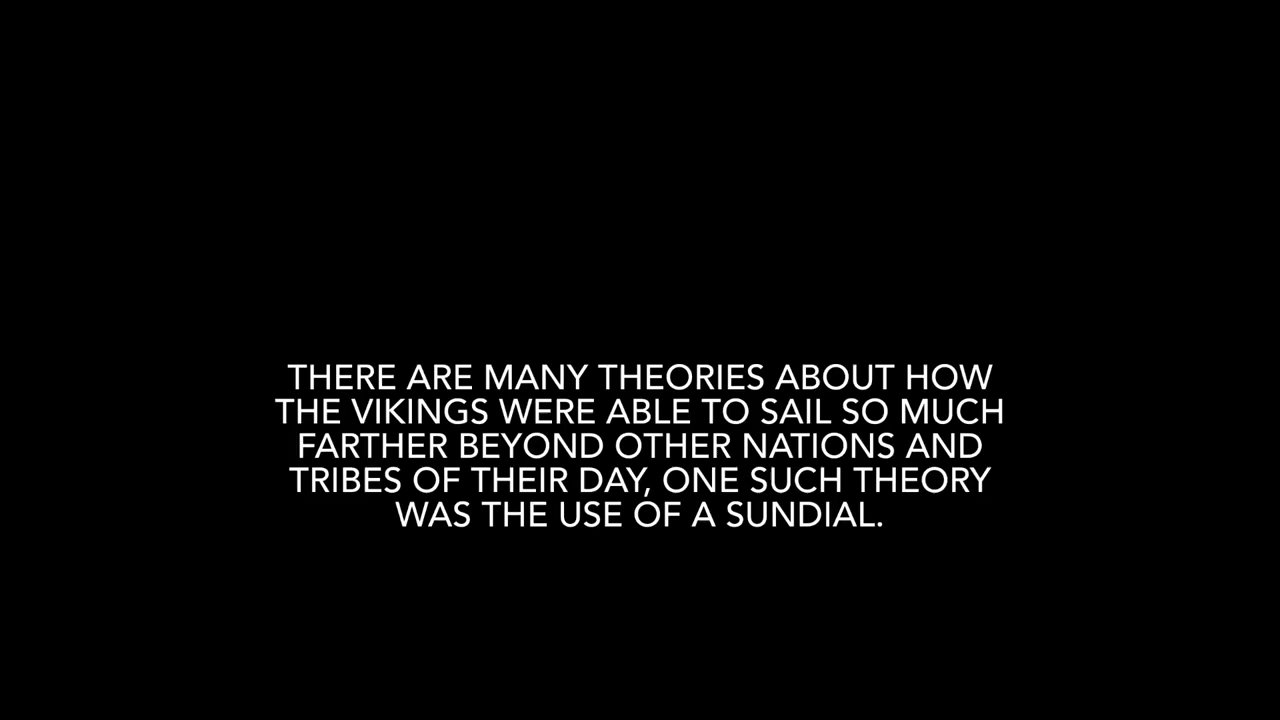 THERE ARE MANY THEORIES ABOUT HOW
THE VIKINGS WERE ABLE TO SAIL SO MUCH
FARTHER BEYOND OTHER NATIONS AND
TRIBES OF THEIR DAY, ONE SUCH THEORY
WAS THE USE OF A SUNDIAL.